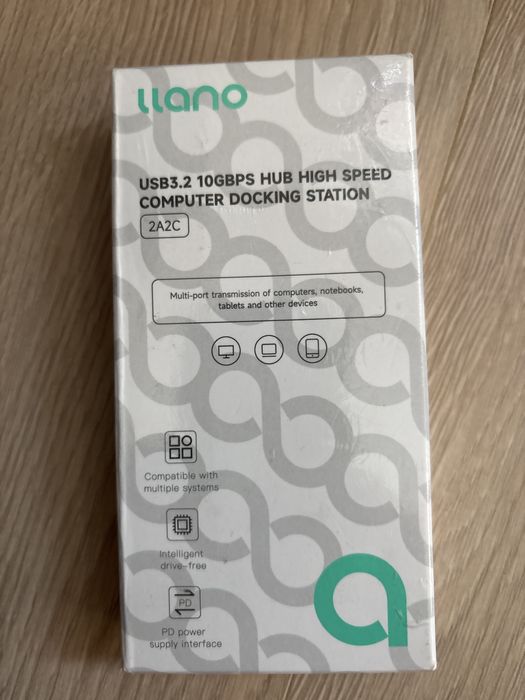 llano
USB3.2 10GBPS HUB HIGH SPEED
COMPUTER DOCKING STATION
2A2C
Multi-port transmission of computers, notebooks,
tablets and other devices
Compatible with
multiple systems
Intelligent
drive-free
PD
PD power
supply interface